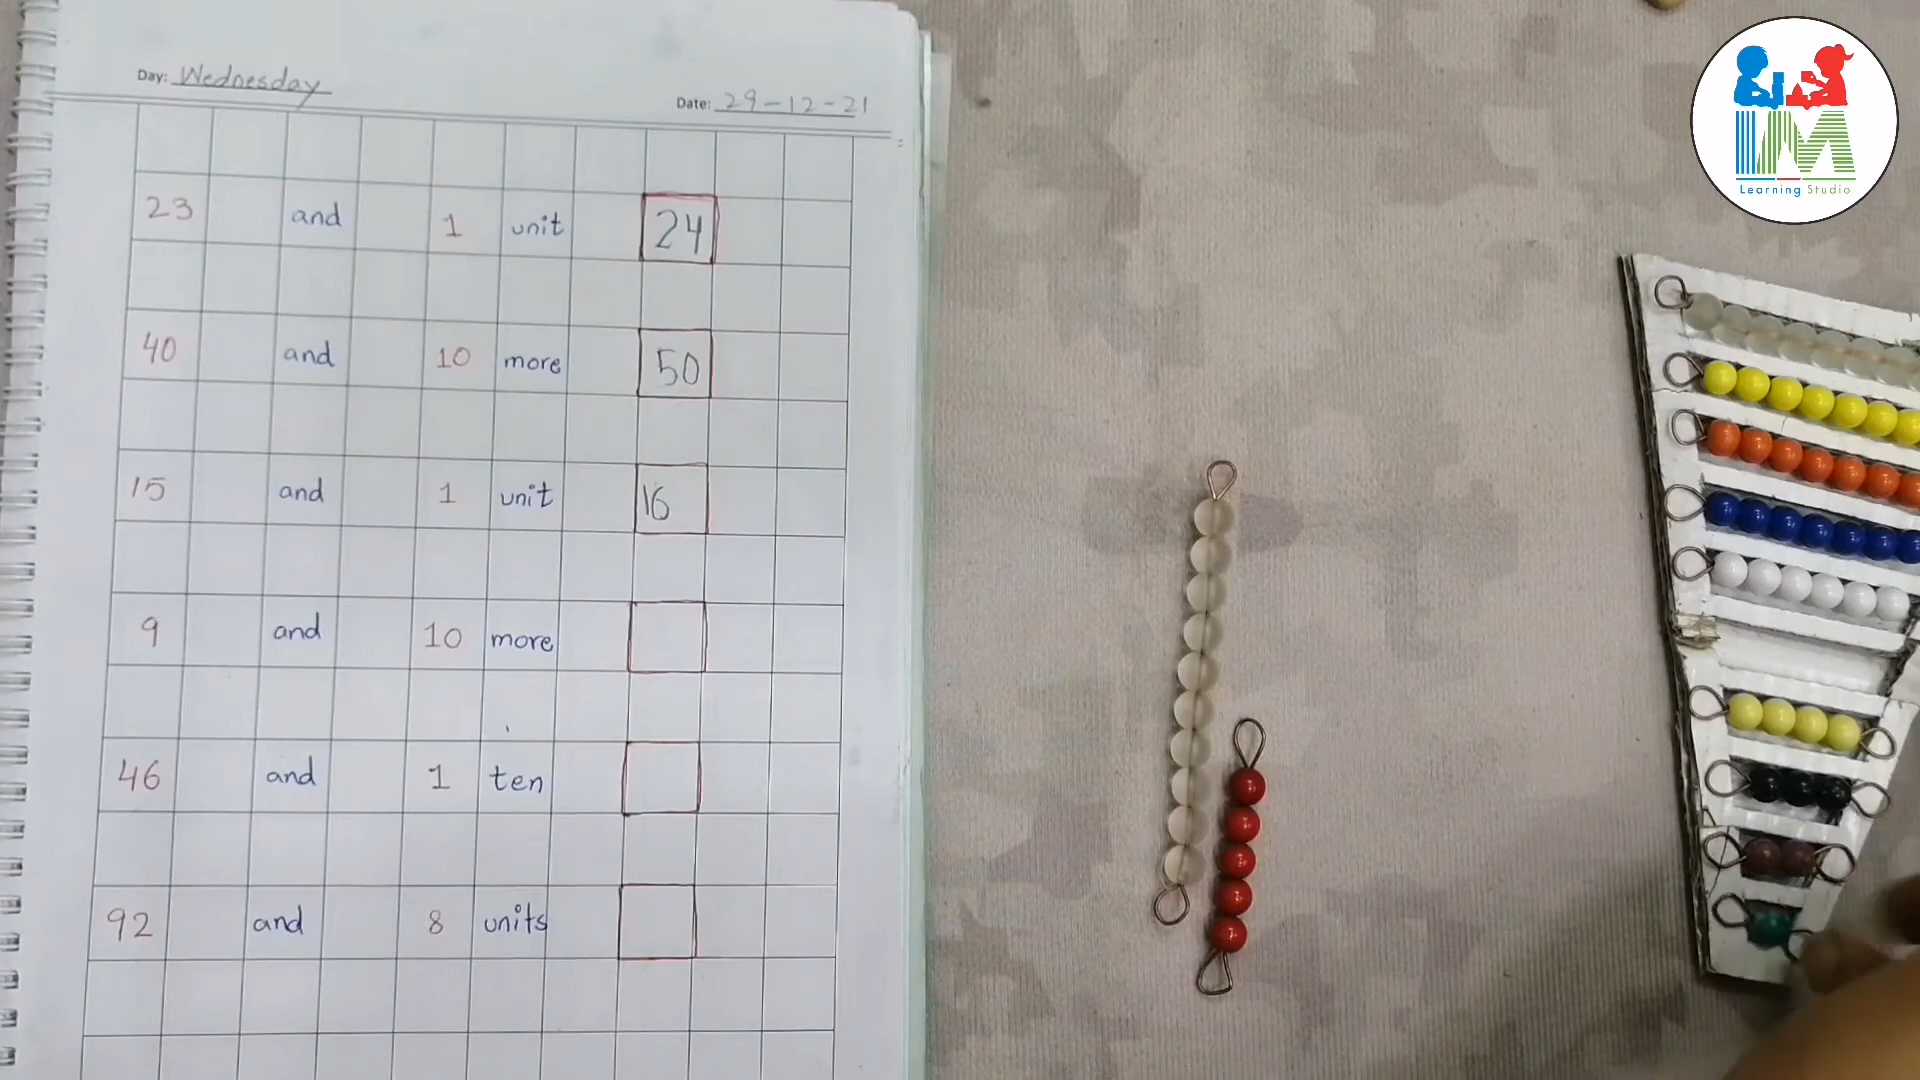 Day: Wednesday
Date: 29-12-21
23 and 1 unit 24
40 and 10 more 50
15 and 1 unit 16
9 and 10 more
46 and 1 ten
92 and 8 units
IM
Learning Studio